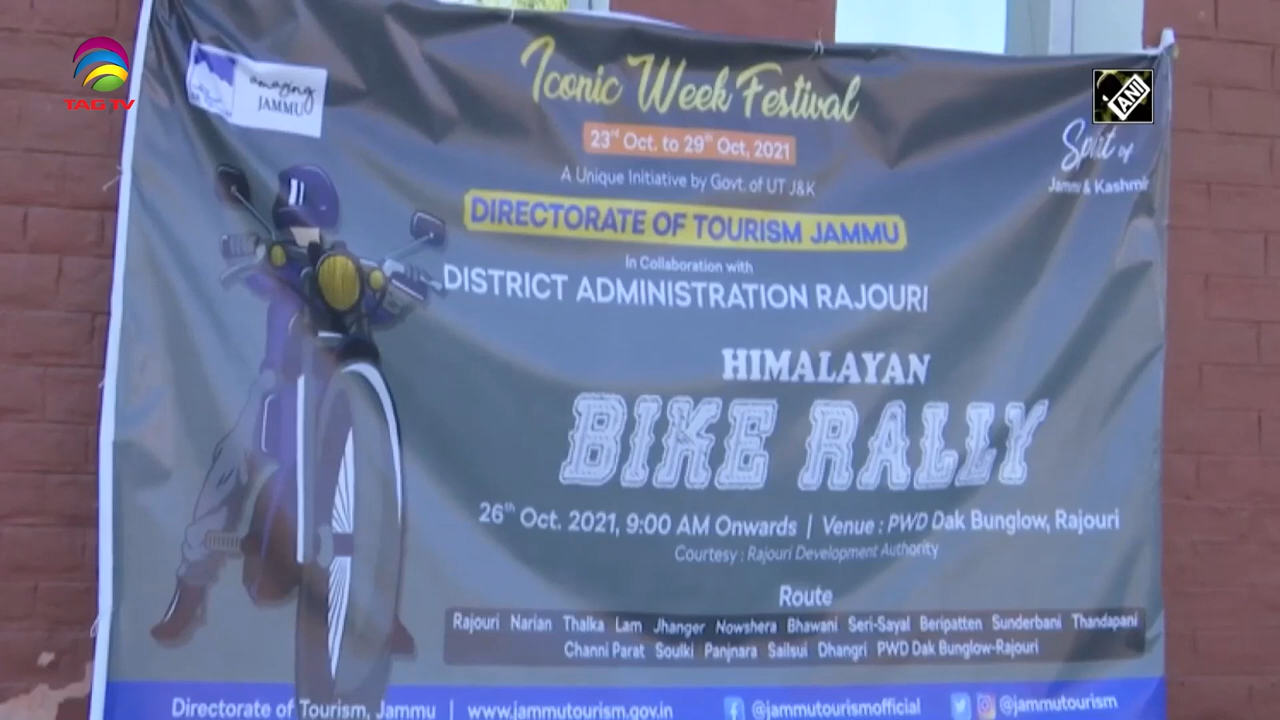 TAG TV
ANI
amazing
JAMMU
Iconic Week Festival
23rd Oct. to 29th Oct, 2021
A Unique Initiative by Govt. of UT J&K
Spirit of
Jammu & Kashmir
DIRECTORATE OF TOURISM JAMMU
In Collaboration with
DISTRICT ADMINISTRATION RAJOURI
HIMALAYAN
BIKE RALLY
26th Oct. 2021, 9:00 AM Onwards | Venue : PWD Dak Bunglow, Rajouri
Courtesy : Rajouri Development Authority
Route
Rajouri Narian Thalka Lam Jhanger Nowshera Bhawani Seri-Sayal Beripatten Sunderbani Thandapani
Channi Parat Soulki Panjnara Sailsui Dhangri PWD Dak Bunglow-Rajouri
Directorate of Tourism, Jammu | www.jammutourism.gov.in @jammutourismofficial @jammutourism